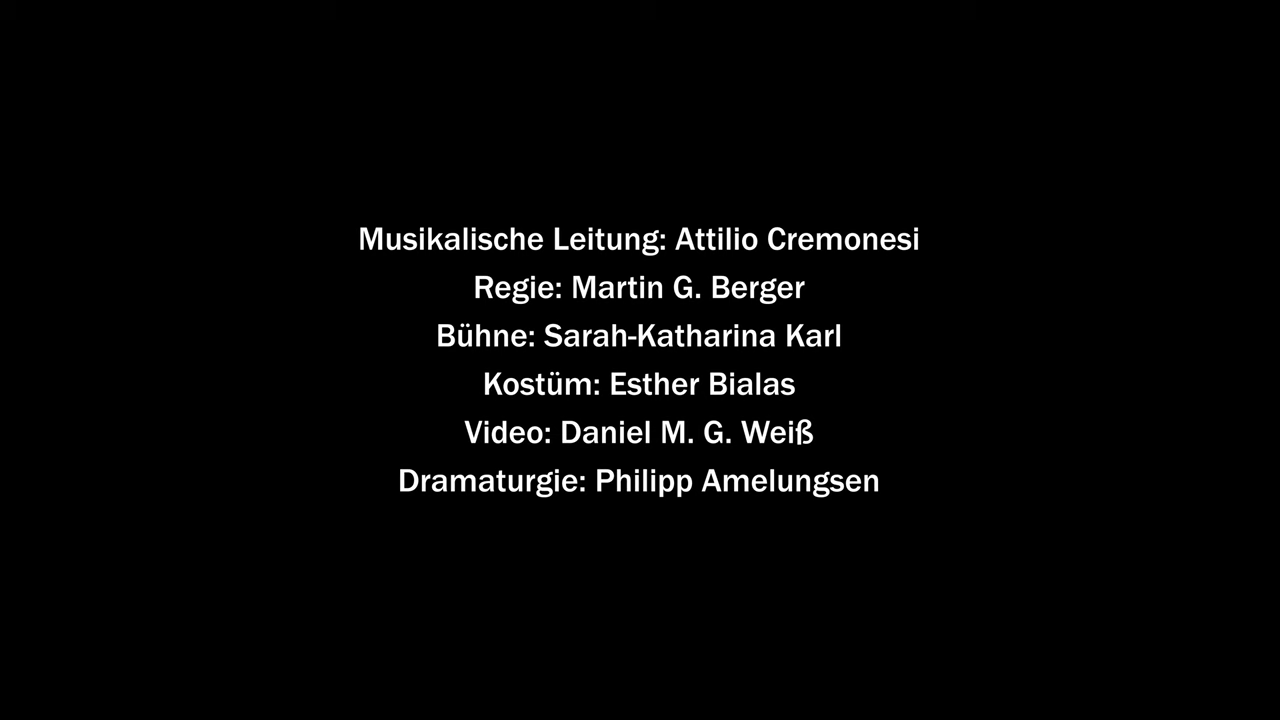 Musikalische Leitung: Attilio Cremonesi
Regie: Martin G. Berger
Bühne: Sarah-Katharina Karl
Kostüm: Esther Bialas
Video: Daniel M. G. Weiß
Dramaturgie: Philipp Amelungsen